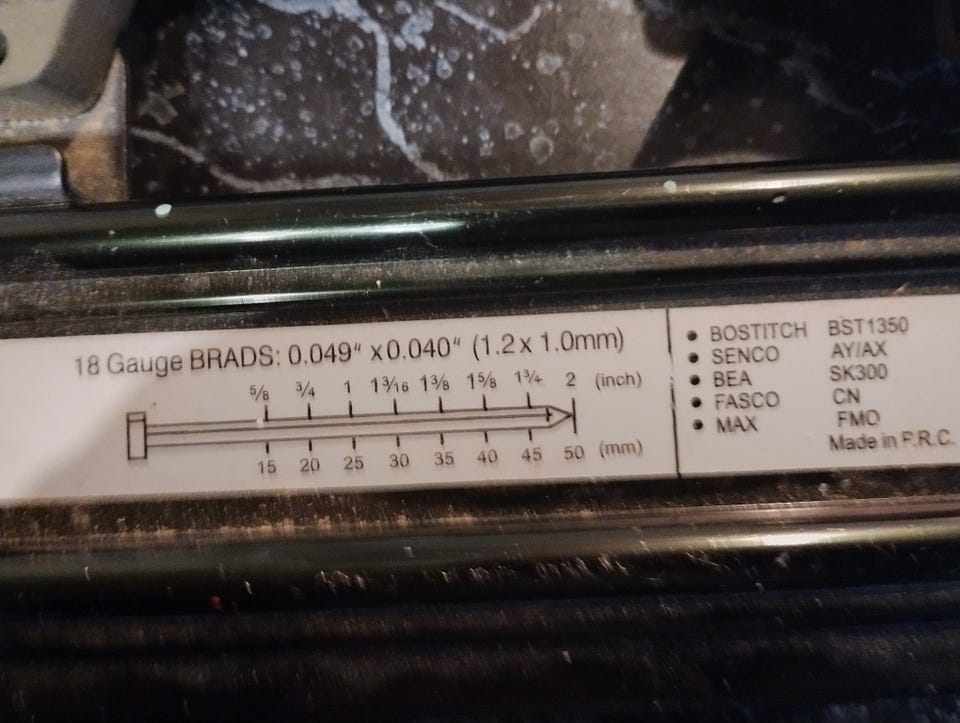 18 Gauge BRADS: 0.049" x 0.040" (1.2 x 1.0mm)
5/8 3/4 1 1 3/16 1 3/8 1 5/8 1 3/4 2 (inch)
15 20 25 30 35 40 45 50 (mm)
• BOSTITCH BST1350
• SENCO AY/AX
• BEA SK300
• FASCO CN
• MAX FMO
Made in P.R.C.